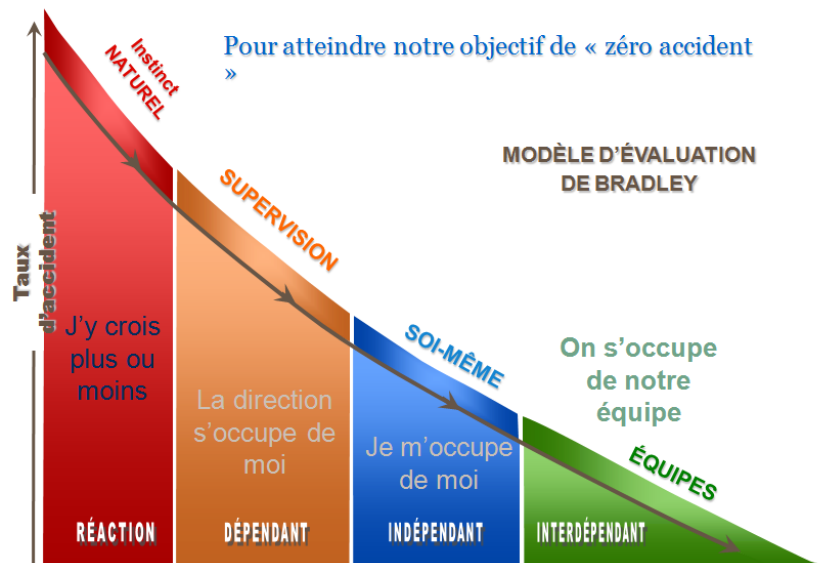 Pour atteindre notre objectif de « zéro accident
»
MODÈLE D'ÉVALUATION
DE BRADLEY
Taux
d'accident
Instinct
NATUREL
SUPERVISION
SOI-MÊME
ÉQUIPES
J'y crois
plus ou
moins
La direction
s'occupe de
moi
Je m'occupe
de moi
On s'occupe
de notre
équipe
RÉACTION
DÉPENDANT
INDÉPENDANT
INTERDÉPENDANT